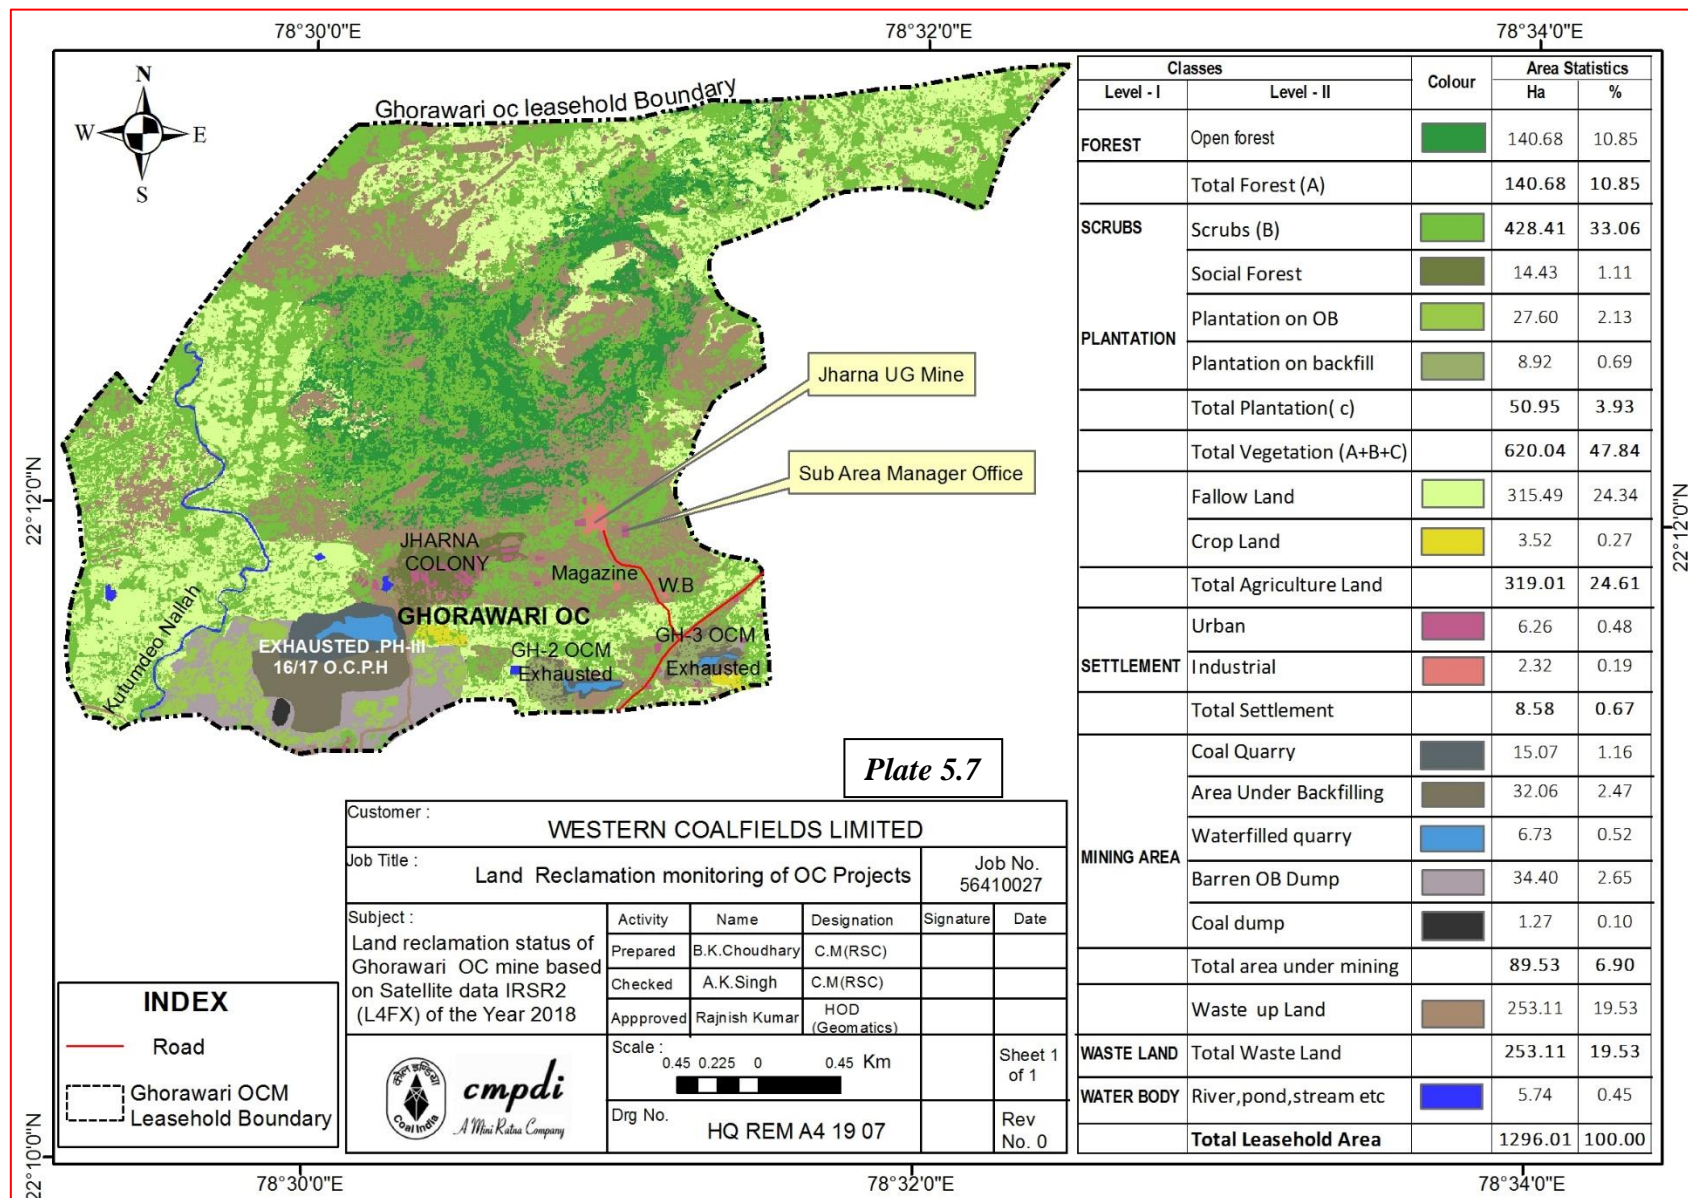 78°30'0"E 78°32'0"E 78°34'0"E
N
W E
S
Ghorawari oc leasehold Boundary
22°12'0"N
22°12'0"N
Jharna UG Mine
Sub Area Manager Office
JHARNA
COLONY
Magazine
W.B
GHORAWARI OC
Kutumdeo Nallah
EXHAUSTED .PH-III
16/17 O.C.P.H
GH-2 OCM
Exhausted
GH-3 OCM
Exhausted
Plate 5.7
Classes Colour Area Statistics
Level - I Level - II Ha %
FOREST Open forest 140.68 10.85
Total Forest (A) 140.68 10.85
SCRUBS Scrubs (B) 428.41 33.06
Social Forest 14.43 1.11
Plantation on OB 27.60 2.13
PLANTATION
Plantation on backfill 8.92 0.69
Total Plantation( c) 50.95 3.93
Total Vegetation (A+B+C) 620.04 47.84
Fallow Land 315.49 24.34
Crop Land 3.52 0.27
Total Agriculture Land 319.01 24.61
Urban 6.26 0.48
SETTLEMENT Industrial 2.32 0.19
Total Settlement 8.58 0.67
Coal Quarry 15.07 1.16
Area Under Backfilling 32.06 2.47
Waterfilled quarry 6.73 0.52
MINING AREA
Barren OB Dump 34.40 2.65
Coal dump 1.27 0.10
Total area under mining 89.53 6.90
Waste up Land 253.11 19.53
WASTE LAND Total Waste Land 253.11 19.53
WATER BODY River,pond,stream etc 5.74 0.45
Total Leasehold Area 1296.01 100.00
Customer :
WESTERN COALFIELDS LIMITED
Job Title :
Land Reclamation monitoring of OC Projects
Job No.
56410027
Subject :
Land reclamation status of
Ghorawari OC mine based
on Satellite data IRSR2
(L4FX) of the Year 2018
Activity Name Designation Signature Date
Prepared B.K.Choudhary C.M(RSC)
Checked A.K.Singh C.M(RSC)
Appproved Rajnish Kumar HOD
(Geomatics)
Scale :
0.45 0.225 0 0.45 Km
Sheet 1
of 1
Drg No.
HQ REM A4 19 07
Rev
No. 0
कोल इण्डिया
Coal India
cmpdi
A Mini Ratna Company
INDEX
Road
Ghorawari OCM
Leasehold Boundary
22°10'0"N
78°30'0"E 78°32'0"E 78°34'0"E